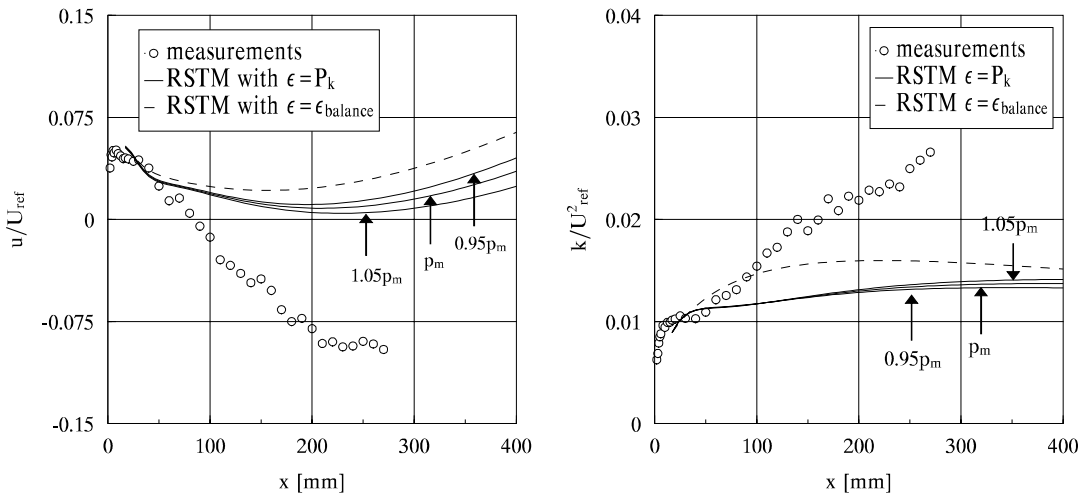 0.15
0.075
0
-0.075
-0.15
u/U_ref
measurements
RSTM with ϵ=P_k
RSTM with ϵ=ϵ_balance
1.05p_m
p_m
0.95p_m
0 100 200 300 400
x [mm]
0.04
0.03
0.02
0.01
0
k/U²_ref
measurements
RSTM ϵ=P_k
RSTM ϵ=ϵ_balance
1.05p_m
0.95p_m
p_m
0 100 200 300 400
x [mm]